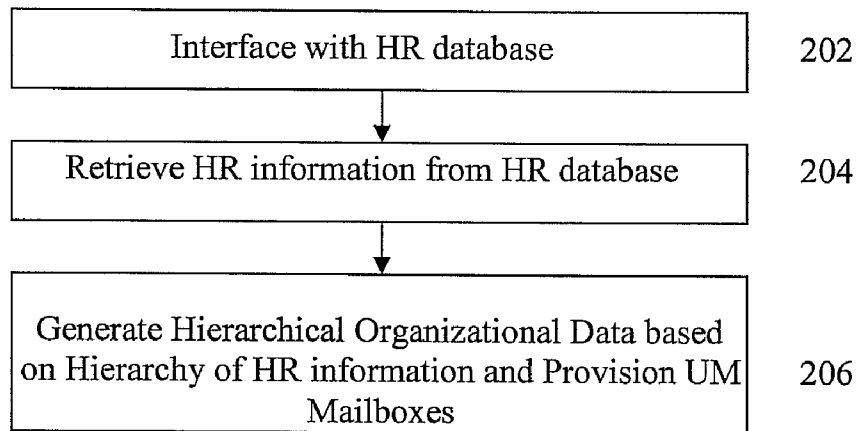 Interface with HR database 202
Retrieve HR information from HR database 204
Generate Hierarchical Organizational Data based
on Hierarchy of HR information and Provision UM 206
Mailboxes